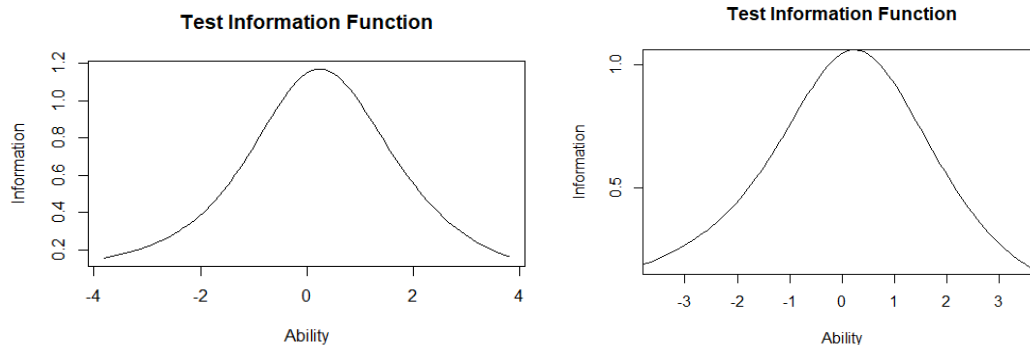 Test Information Function
1.2
1.0
0.8
0.6
0.4
0.2
Information
-4 -2 0 2 4
Ability
Test Information Function
1.0
0.5
Information
-3 -2 -1 0 1 2 3
Ability